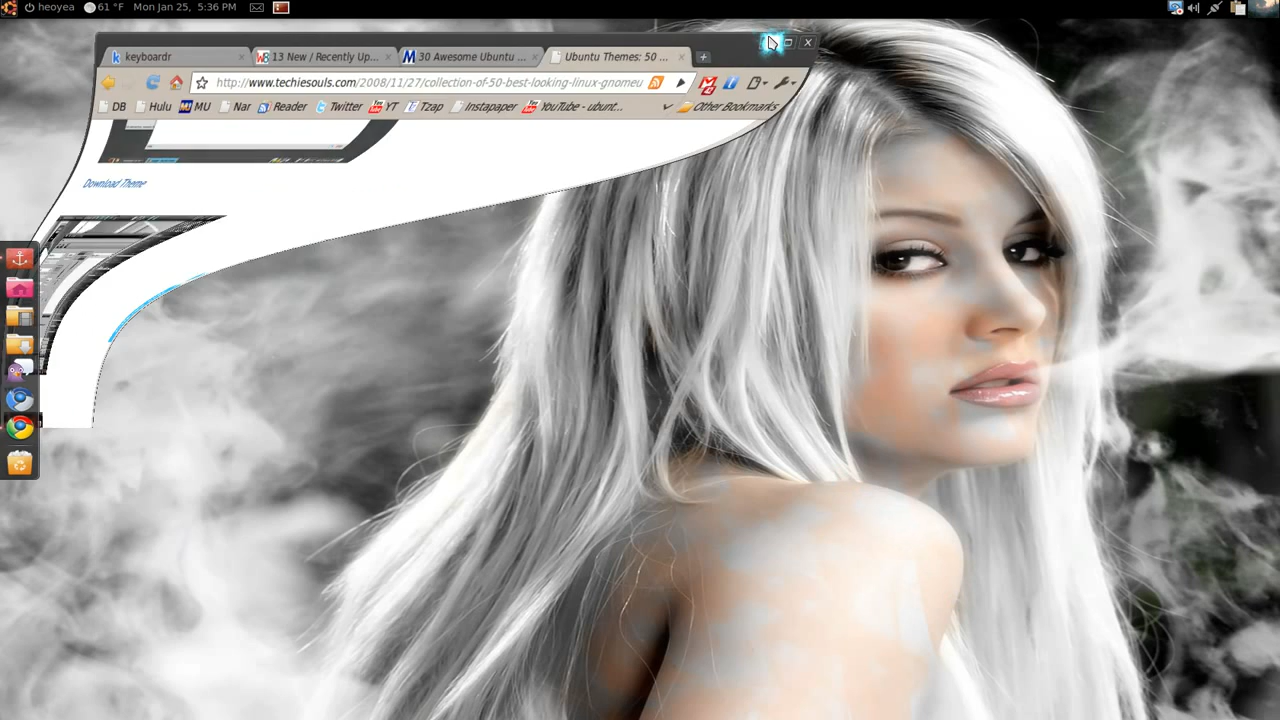 heoyea 61 °F Mon Jan 25, 5:36 PM
keyboardr 13 New / Recently Up... 30 Awesome Ubuntu ... Ubuntu Themes: 50 ...
http://www.techiesouls.com/2008/11/27/collection-of-50-best-looking-linux-gnomeu
DB Hulu MU Nar Reader Twitter YT Tzap Instapaper YouTube - ubunt... Other Bookmarks
Download Theme